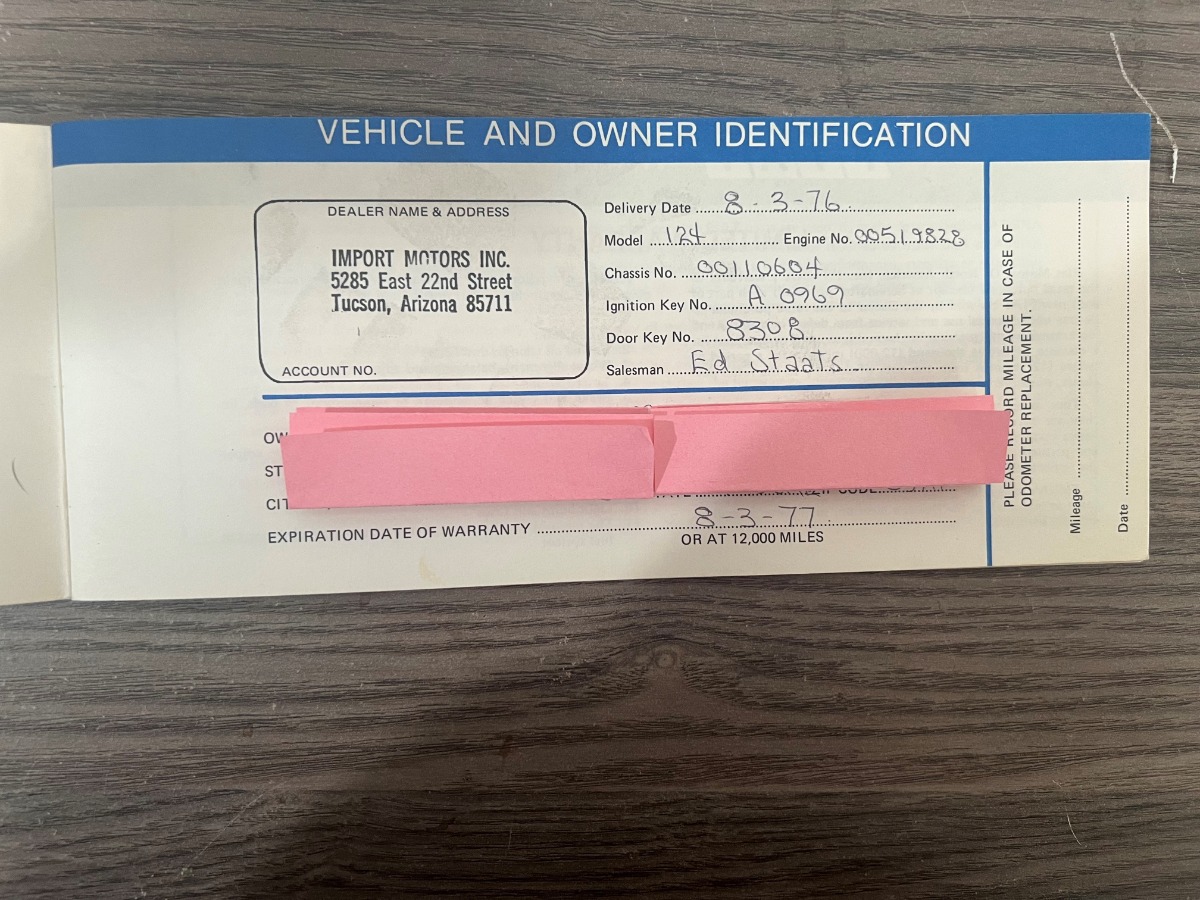 VEHICLE AND OWNER IDENTIFICATION
DEALER NAME & ADDRESS
IMPORT MOTORS INC.
5285 East 22nd Street
Tucson, Arizona 85711
ACCOUNT NO.
Delivery Date 8-3-76
Model 124 Engine No. 00519828
Chassis No. 00110604
Ignition Key No. A 0969
Door Key No. 8308
Salesman Ed Staats
OW
ST
CIT
EXPIRATION DATE OF WARRANTY 8-3-77
OR AT 12,000 MILES
PLEASE RECORD MILEAGE IN CASE OF
ODOMETER REPLACEMENT.
Mileage
Date